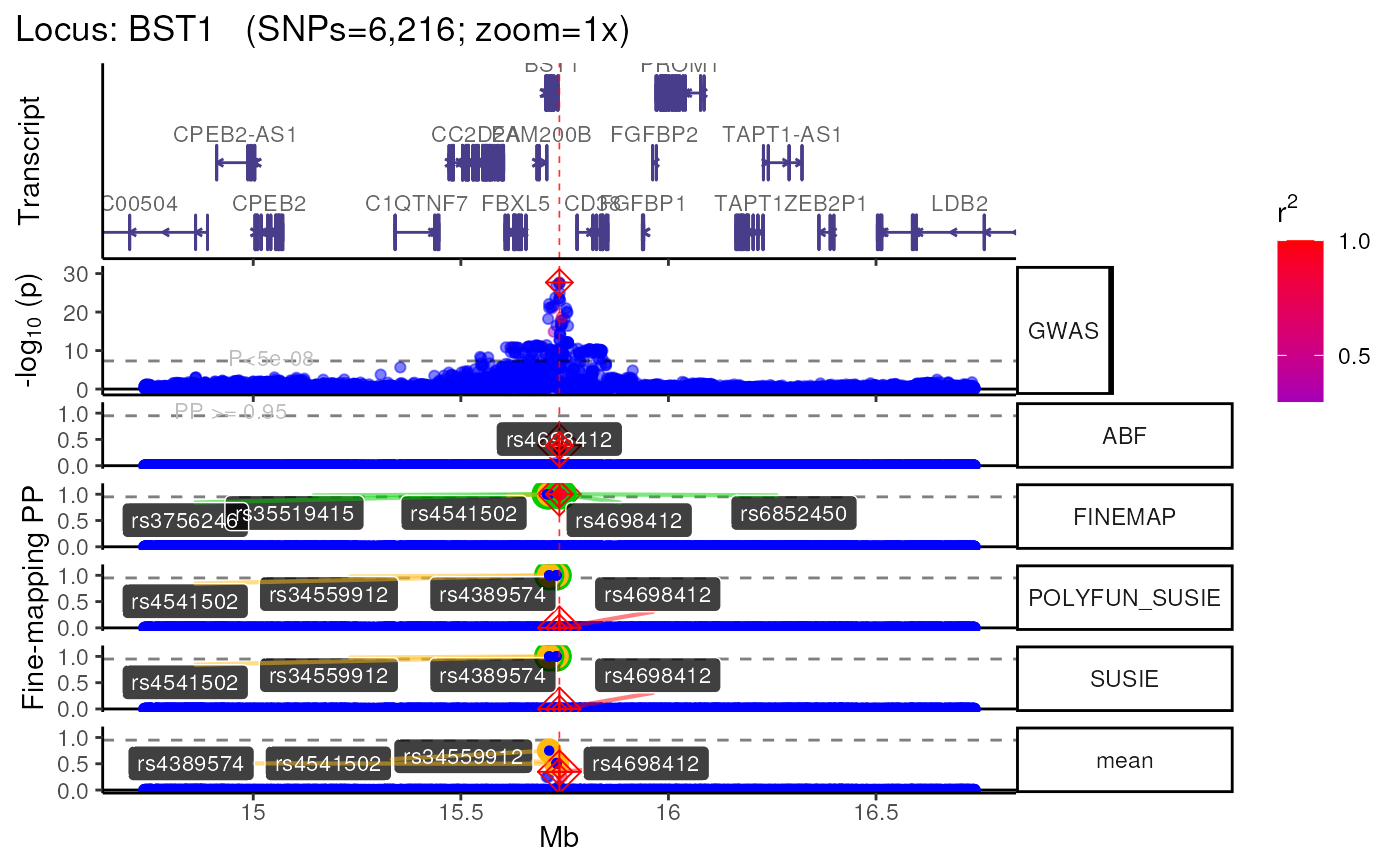 Locus: BST1 (SNPs=6,216; zoom=1x)
Transcript
BST1 PROM1
CPEB2-AS1 CC2D2A FAM200B FGFBP2 TAPT1-AS1
C00504 CPEB2 C1QTNF7 FBXL5 CD38 FGFBP1 TAPT1 ZEB2P1 LDB2
-log10 (p)
30
20
10
0
P<5e-08
GWAS
r2
1.0
0.5
Fine-mapping PP
1.0
0.5
0.0
PP >= 0.95
rs4698412
ABF
1.0
0.5
0.0
rs3756246 rs35519415 rs4541502 rs4698412 rs6852450
FINEMAP
1.0
0.5
0.0
rs4541502 rs34559912 rs4389574 rs4698412
POLYFUN_SUSIE
1.0
0.5
0.0
rs4541502 rs34559912 rs4389574 rs4698412
SUSIE
1.0
0.5
0.0
rs4389574 rs4541502 rs34559912 rs4698412
mean
15 15.5 16 16.5
Mb